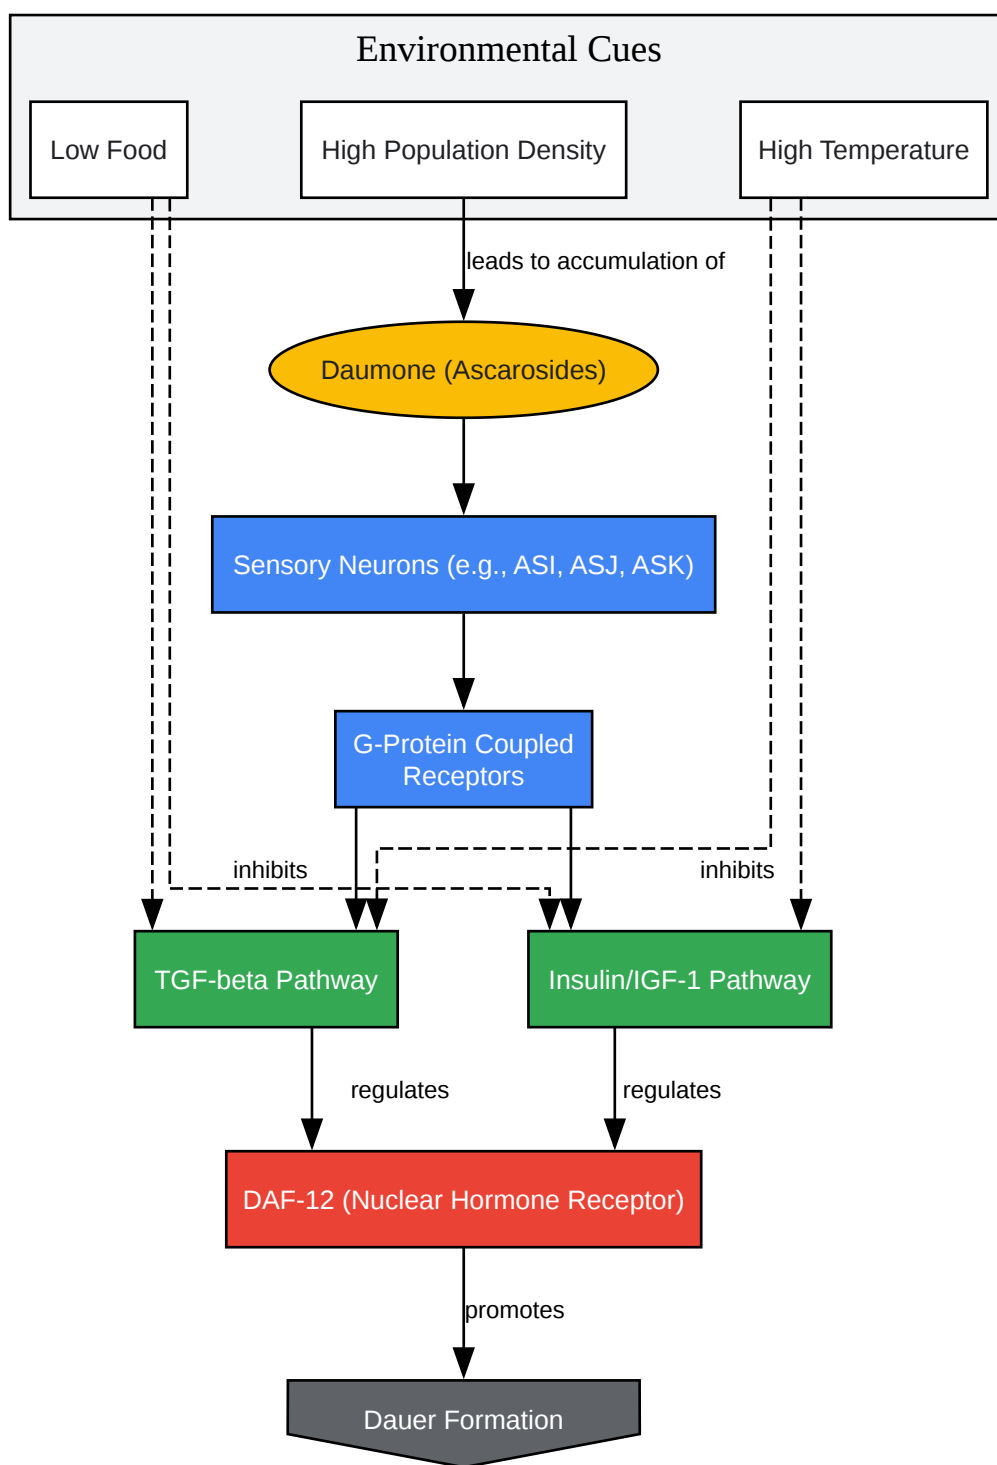 Environmental Cues
Low Food
High Population Density
High Temperature
leads to accumulation of
Daumone (Ascarosides)
Sensory Neurons (e.g., ASI, ASJ, ASK)
G-Protein Coupled
Receptors
inhibits
inhibits
TGF-beta Pathway
Insulin/IGF-1 Pathway
regulates
regulates
DAF-12 (Nuclear Hormone Receptor)
promotes
Dauer Formation